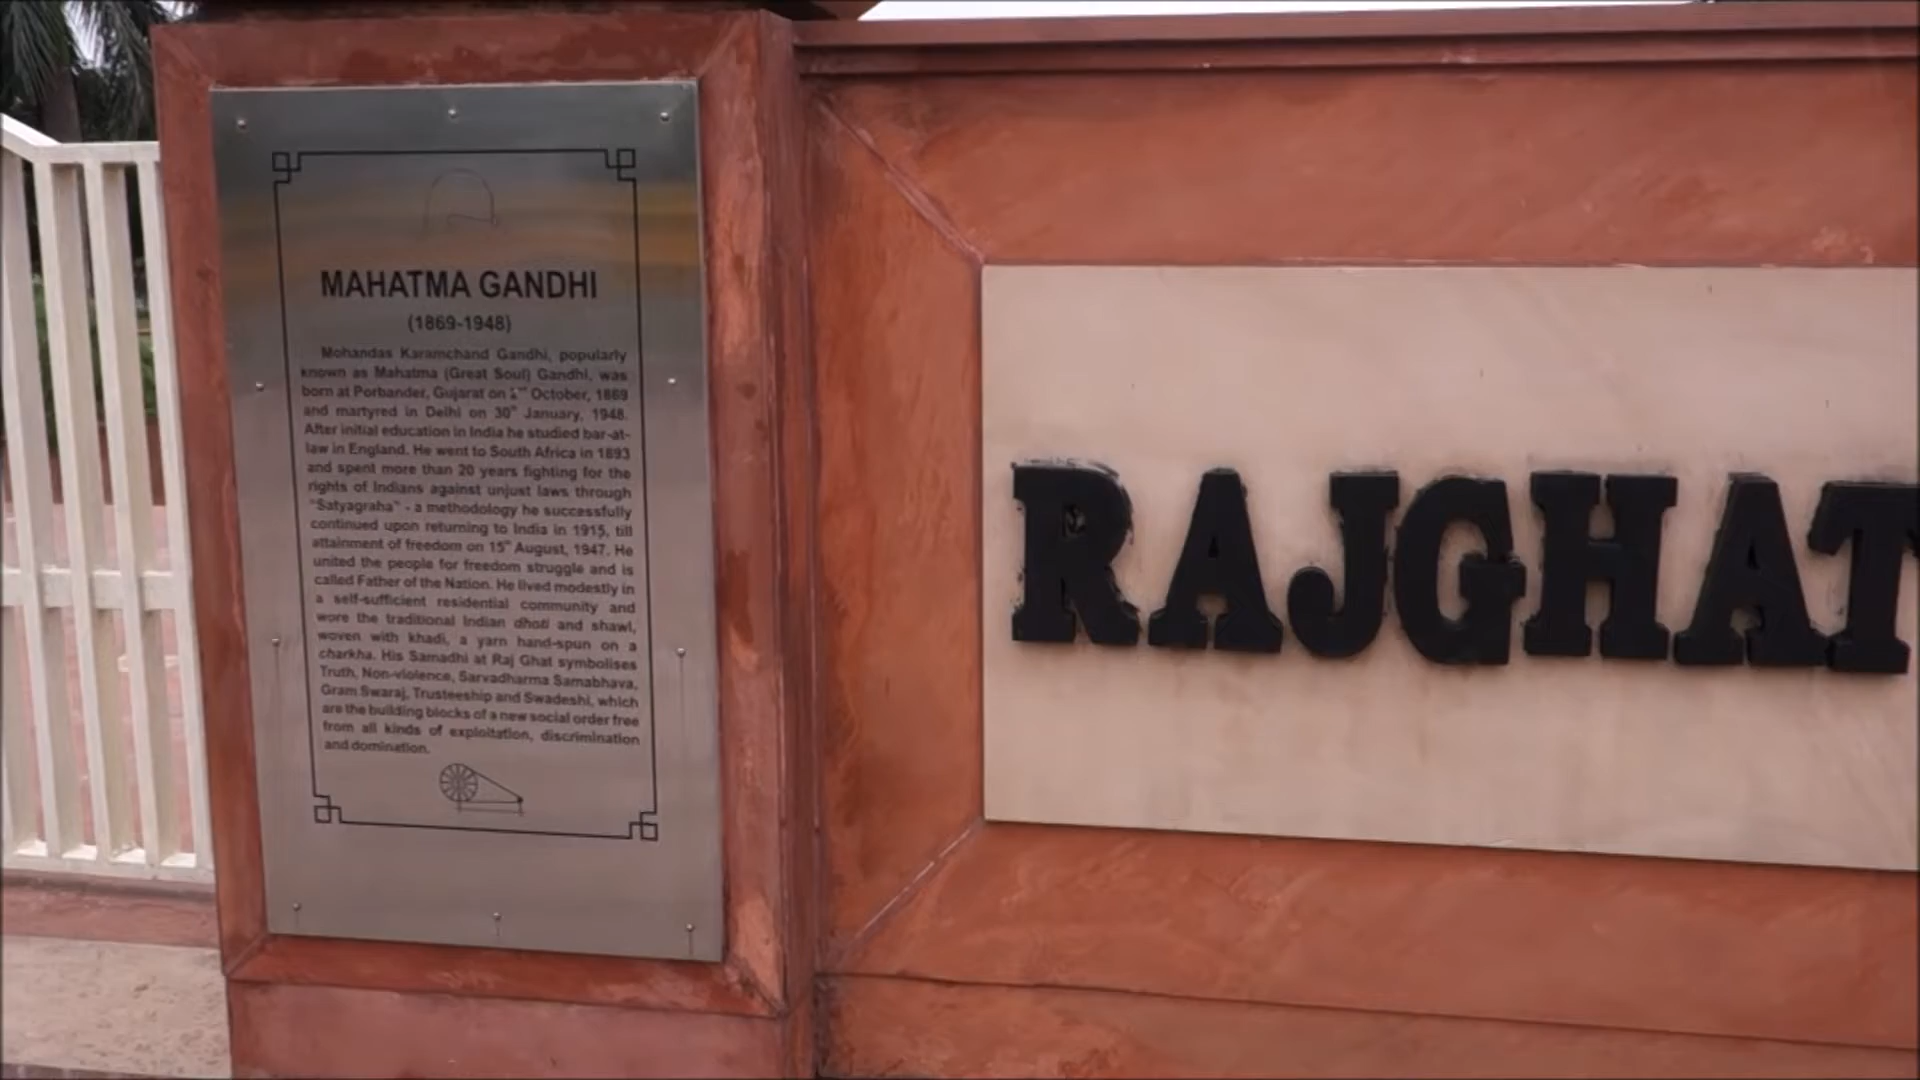 MAHATMA GANDHI
(1869-1948)
Mohandas Karamchand Gandhi, popularly
known as Mahatma (Great Soul) Gandhi, was
born at Porbander, Gujarat on 2nd October, 1869
and martyred in Delhi on 30th January, 1948.
After initial education in India he studied bar-at-
law in England. He went to South Africa in 1893
and spent more than 20 years fighting for the
rights of Indians against unjust laws through
"Satyagraha" - a methodology he successfully
continued upon returning to India in 1915, till
attainment of freedom on 15th August, 1947. He
united the people for freedom struggle and is
called Father of the Nation. He lived modestly in
a self-sufficient residential community and
wore the traditional Indian dhoti and shawl,
woven with khadi, a yarn hand-spun on a
charkha. His Samadhi at Raj Ghat symbolises
Truth, Non-violence, Sarvadharma Samabhava,
Gram Swaraj, Trusteeship and Swadeshi, which
are the building blocks of a new social order free
from all kinds of exploitation, discrimination
and domination.
RAJGHAT